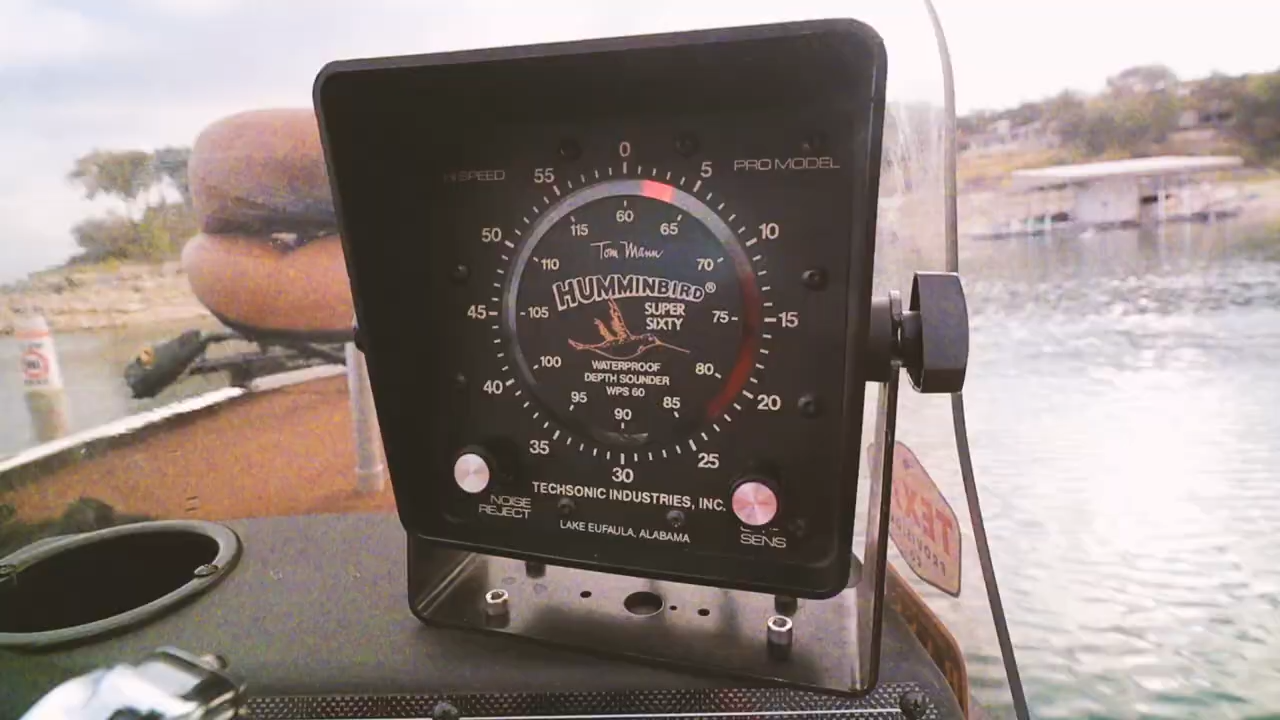 HI SPEED
PRO MODEL
0
55
5
60
115
65
50
10
Tom Mann
110
70
HUMMINBIRD®
SUPER
SIXTY
45
105
75
15
WATERPROOF
DEPTH SOUNDER
WPS 60
100
80
40
20
95
85
90
35
25
30
TECHSONIC INDUSTRIES, INC.
NOISE
REJECT
LAKE EUFAULA, ALABAMA
SENS